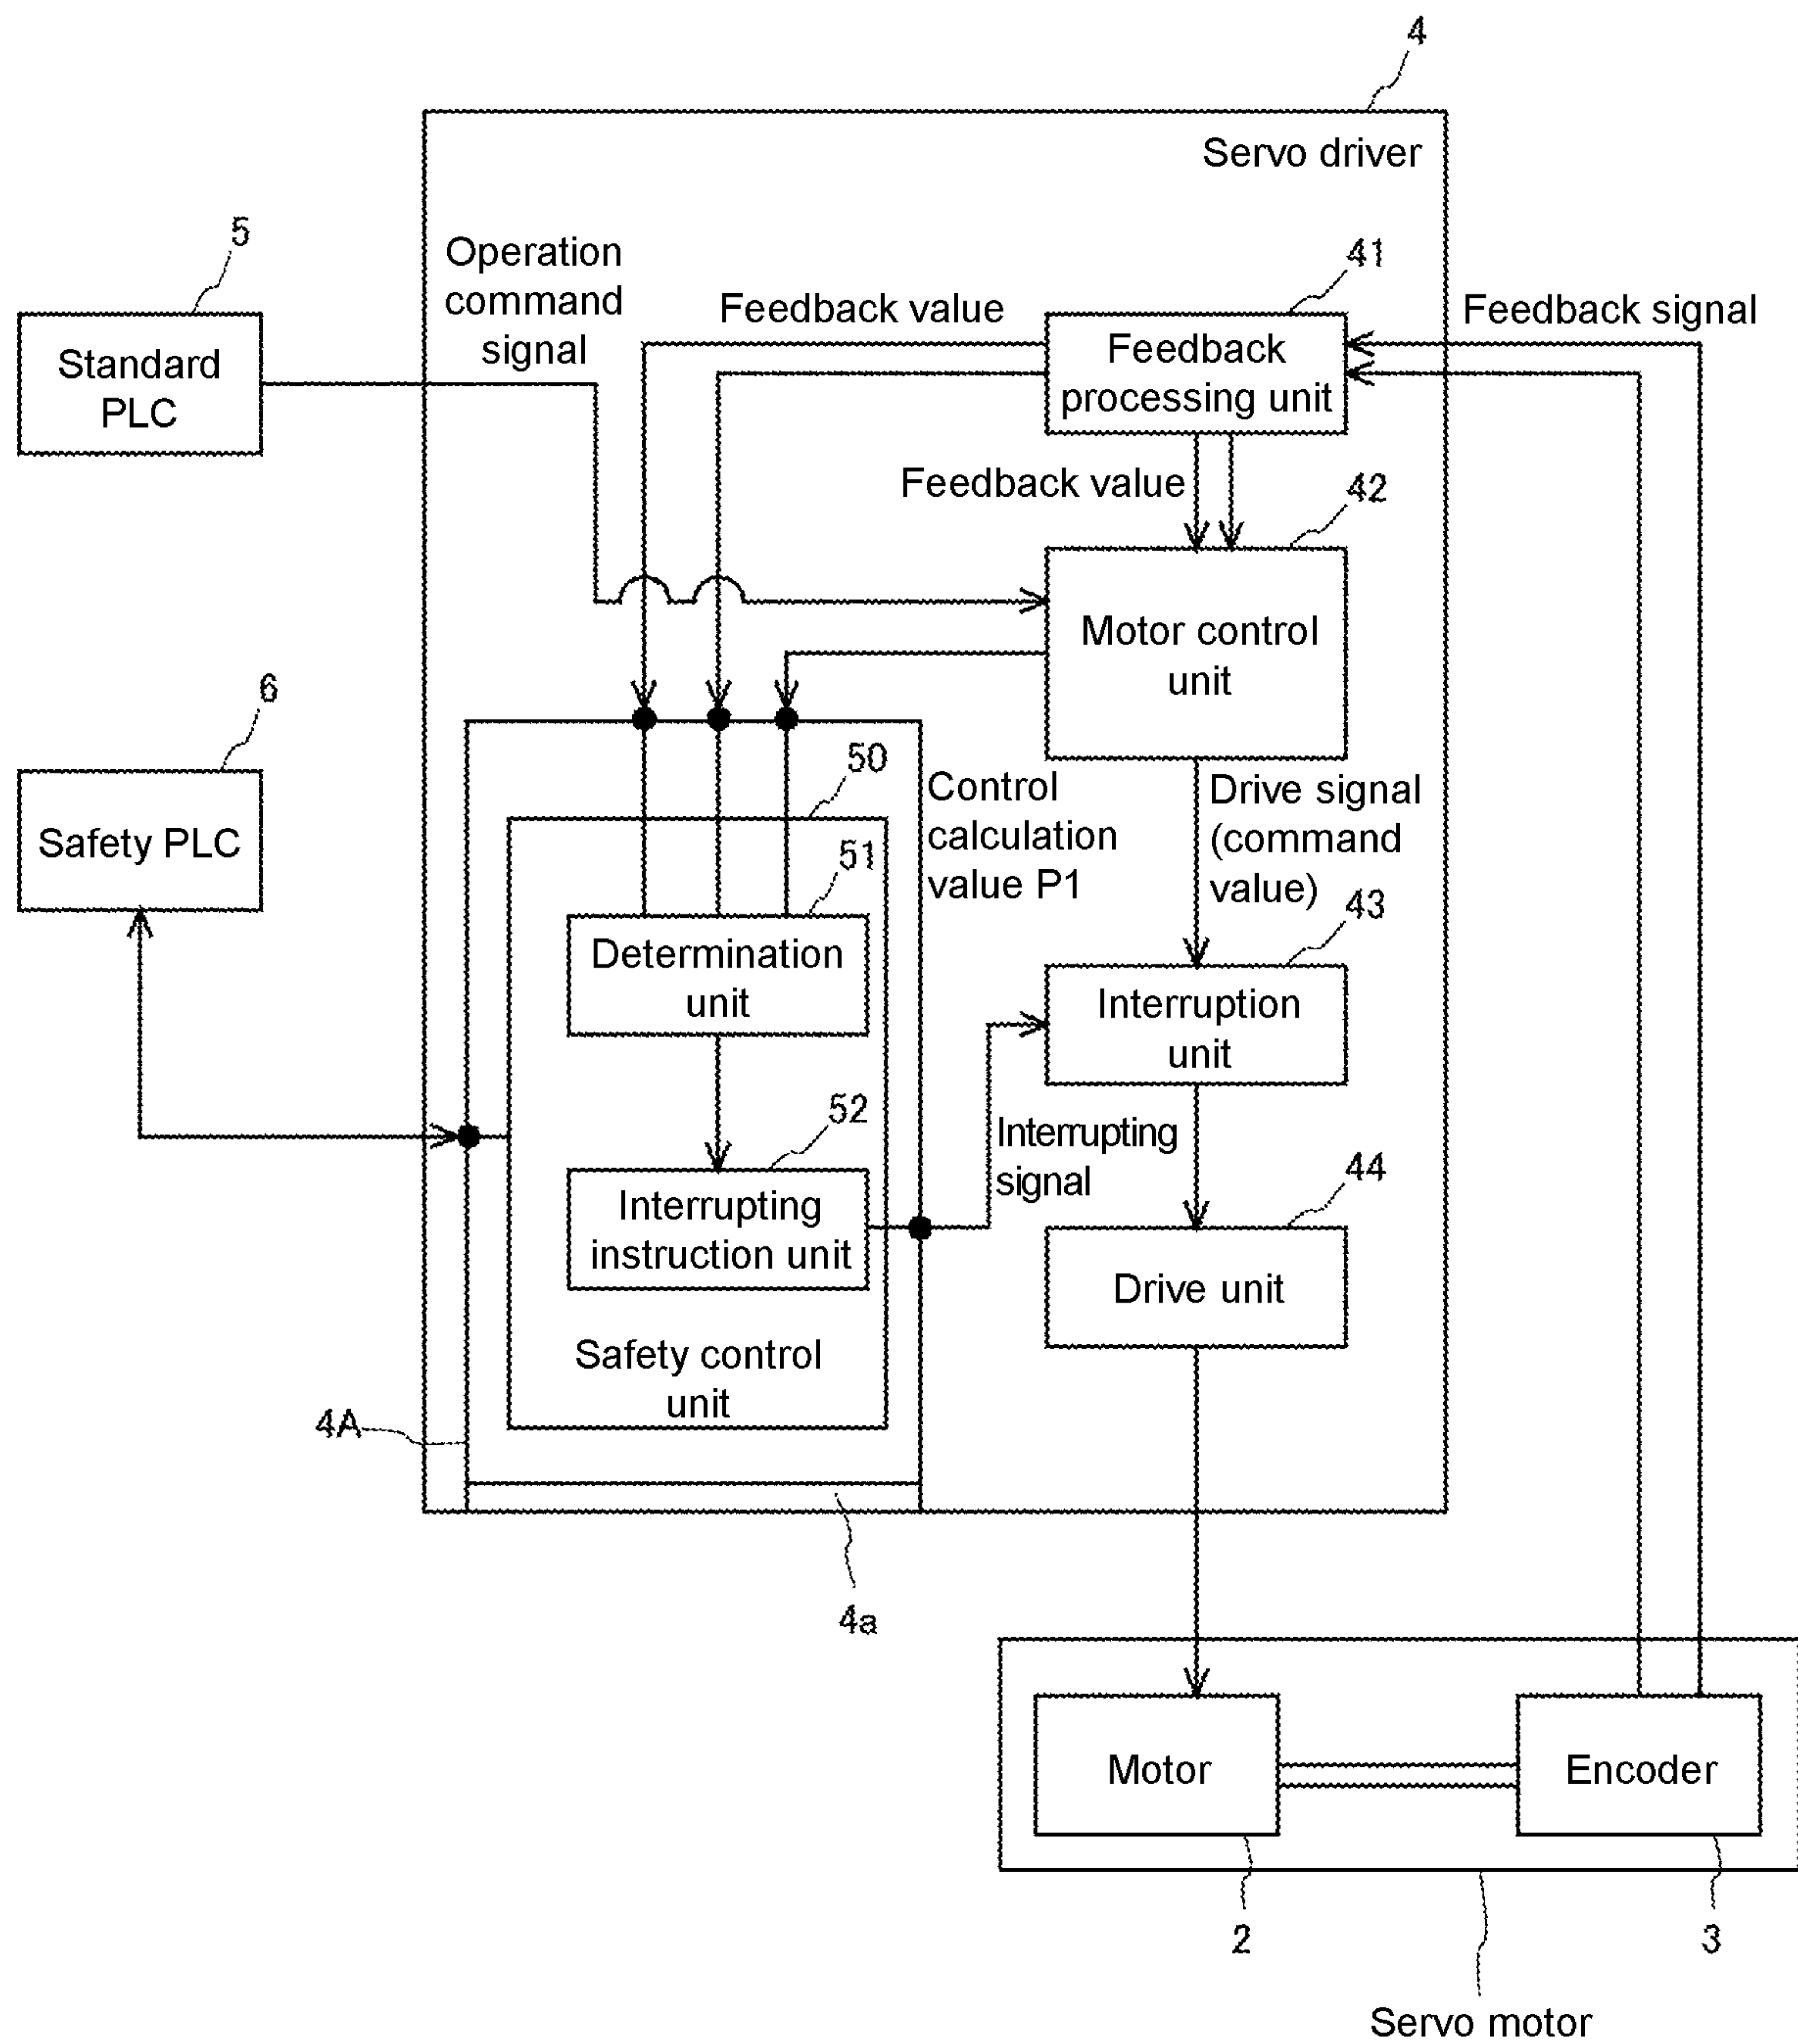 4
Servo driver
5
Standard
PLC
Operation
command
signal
Feedback value
41
Feedback
processing unit
Feedback signal
Feedback value
42
Motor control
unit
6
Safety PLC
50
Control
calculation
value P1
Drive signal
(command
value)
51
Determination
unit
43
Interruption
unit
52
Interrupting
instruction unit
Interrupting
signal
44
Drive unit
Safety control
unit
4A
4a
Motor
Encoder
2
3
Servo motor